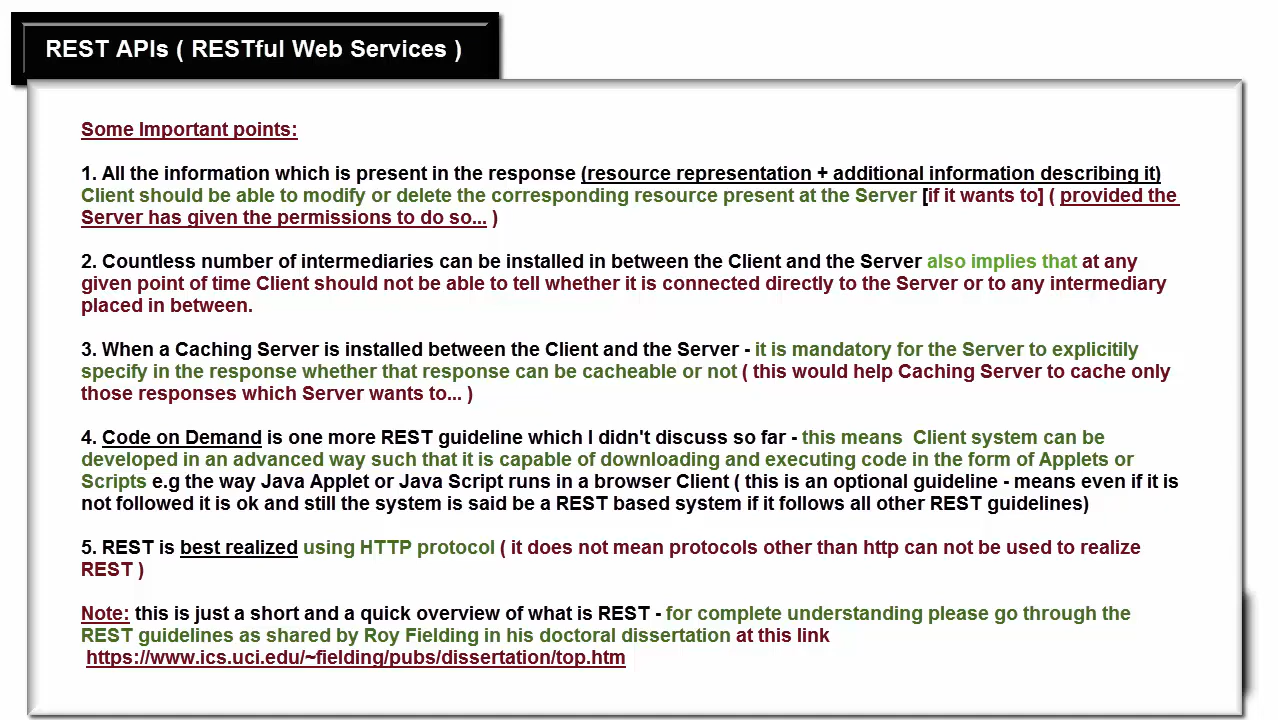 REST APIs ( RESTful Web Services )
Some Important points:
1. All the information which is present in the response (resource representation + additional information describing it)
Client should be able to modify or delete the corresponding resource present at the Server [if it wants to] ( provided the
Server has given the permissions to do so... )
2. Countless number of intermediaries can be installed in between the Client and the Server also implies that at any
given point of time Client should not be able to tell whether it is connected directly to the Server or to any intermediary
placed in between.
3. When a Caching Server is installed between the Client and the Server - it is mandatory for the Server to explicitily
specify in the response whether that response can be cacheable or not ( this would help Caching Server to cache only
those responses which Server wants to... )
4. Code on Demand is one more REST guideline which I didn't discuss so far - this means  Client system can be
developed in an advanced way such that it is capable of downloading and executing code in the form of Applets or
Scripts e.g the way Java Applet or Java Script runs in a browser Client ( this is an optional guideline - means even if it is
not followed it is ok and still the system is said be a REST based system if it follows all other REST guidelines)
5. REST is best realized using HTTP protocol ( it does not mean protocols other than http can not be used to realize
REST )
Note: this is just a short and a quick overview of what is REST - for complete understanding please go through the
REST guidelines as shared by Roy Fielding in his doctoral dissertation at this link
https://www.ics.uci.edu/~fielding/pubs/dissertation/top.htm